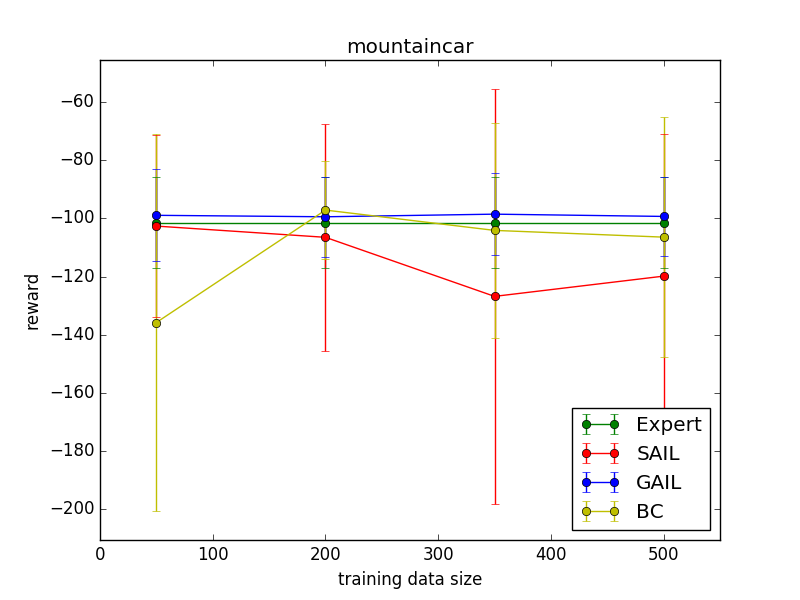 mountaincar
reward
−60
−80
−100
−120
−140
−160
−180
−200
0 100 200 300 400 500
training data size
Expert
SAIL
GAIL
BC